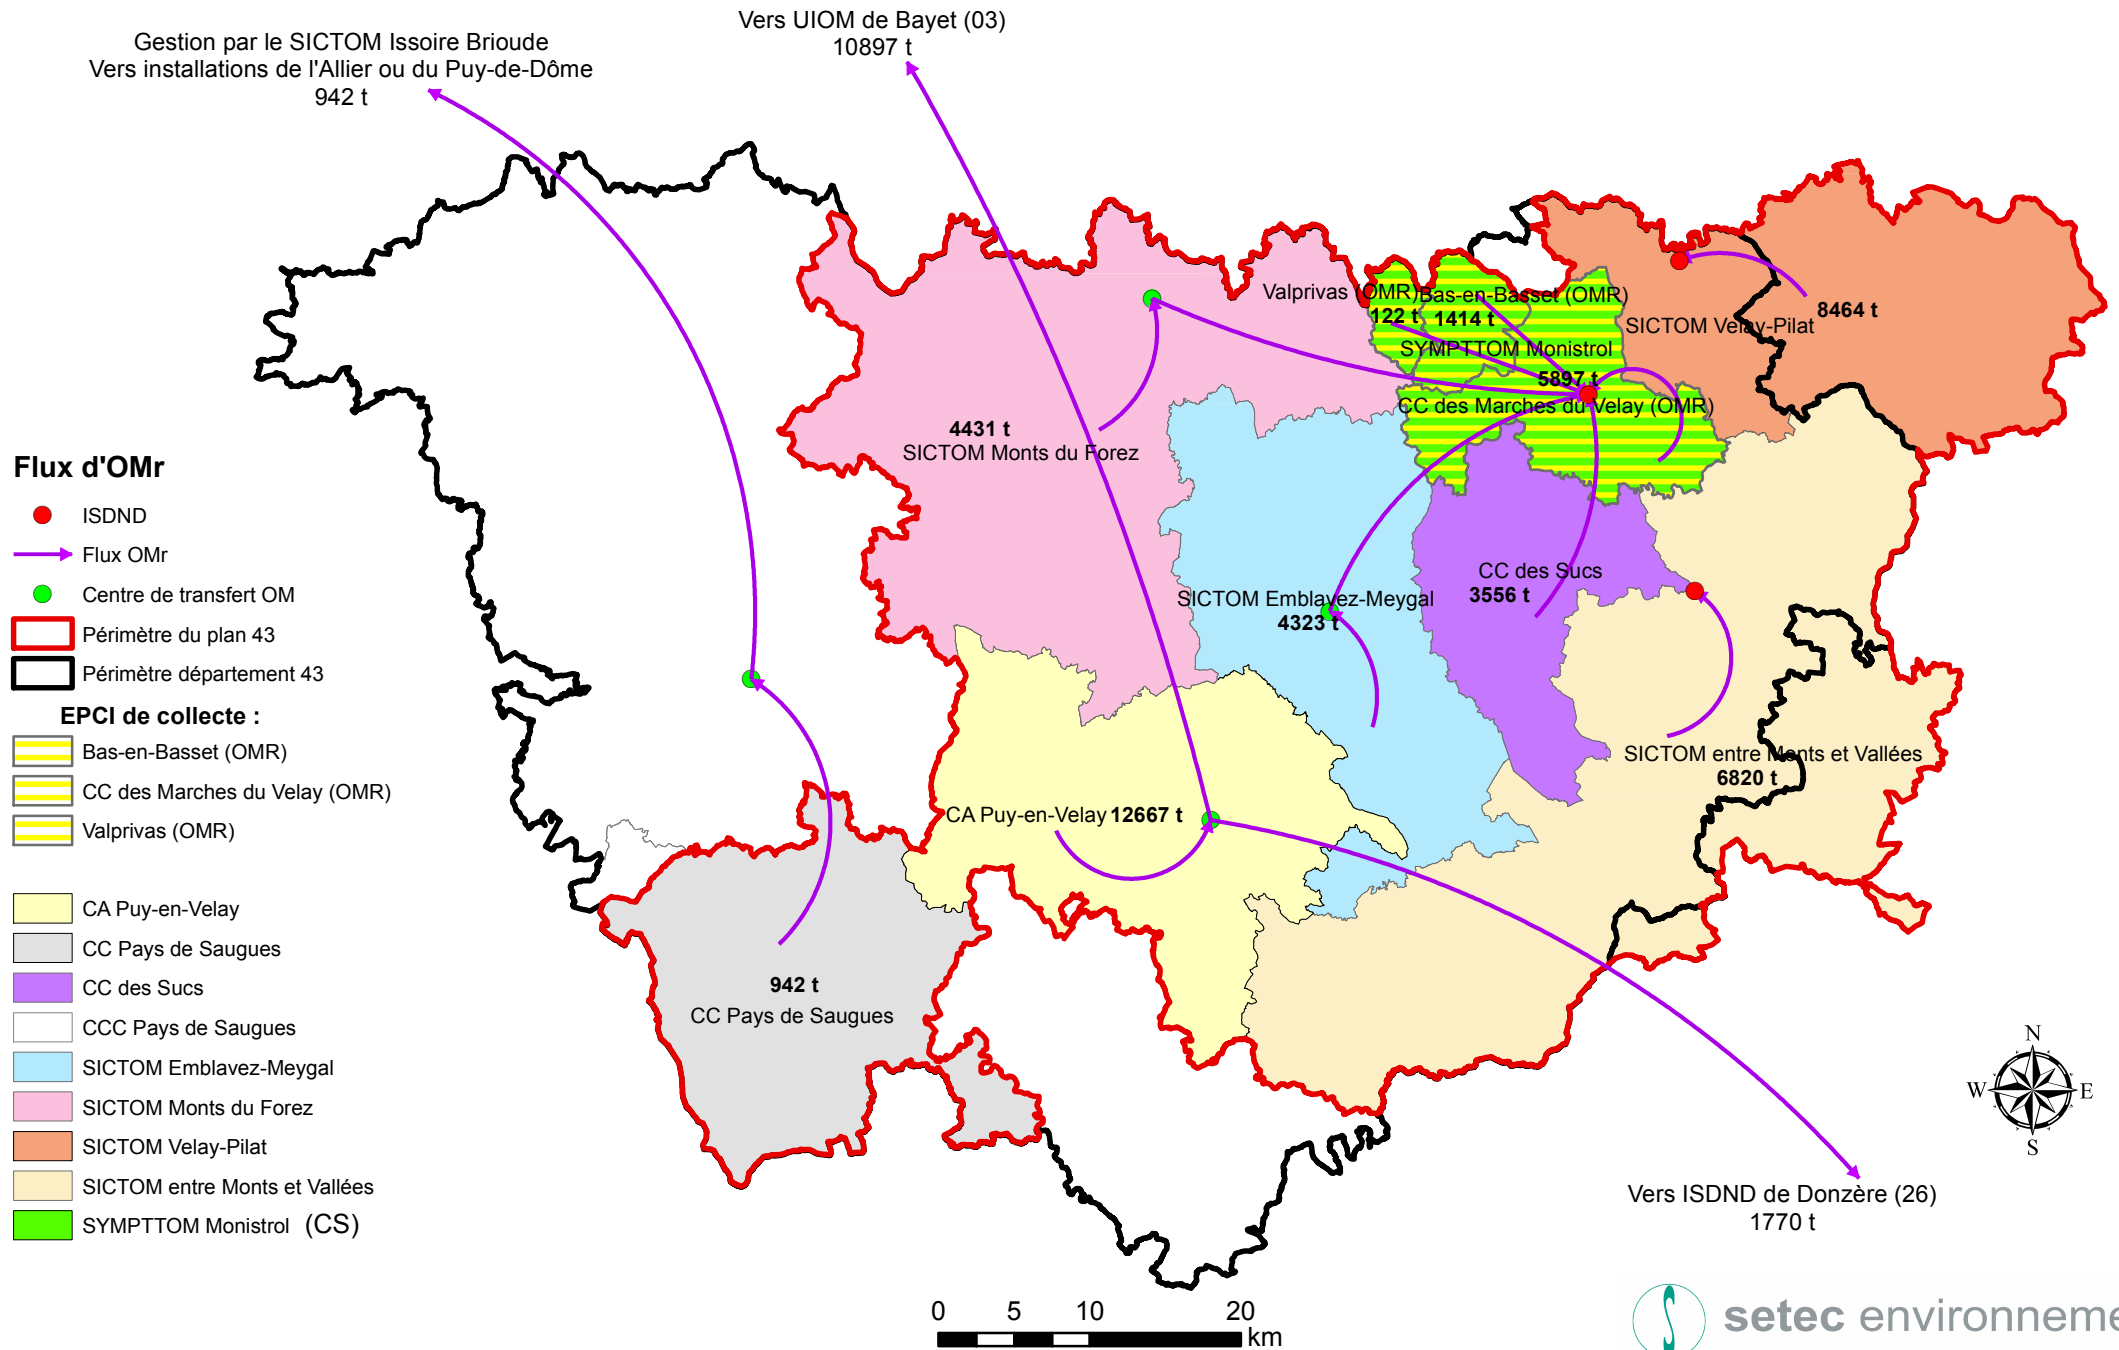 Vers UIOM de Bayet (03)
10897 t
Gestion par le SICTOM Issoire Brioude
Vers installations de l'Allier ou du Puy-de-Dôme
942 t
Valprivas (OMR)
122 t
Bas-en-Basset (OMR)
1414 t
SICTOM Velay-Pilat
8464 t
SYMPTTOM Monistrol
5897 t
CC des Marches du Velay (OMR)
4431 t
SICTOM Monts du Forez
CC des Sucs
3556 t
SICTOM Emblavez-Meygal
4323 t
SICTOM entre Monts et Vallées
6820 t
CA Puy-en-Velay 12667 t
942 t
CC Pays de Saugues
Vers ISDND de Donzère (26)
1770 t
Flux d'OMr
ISDND
Flux OMr
Centre de transfert OM
Périmètre du plan 43
Périmètre département 43
EPCI de collecte :
Bas-en-Basset (OMR)
CC des Marches du Velay (OMR)
Valprivas (OMR)
CA Puy-en-Velay
CC Pays de Saugues
CC des Sucs
CCC Pays de Saugues
SICTOM Emblavez-Meygal
SICTOM Monts du Forez
SICTOM Velay-Pilat
SICTOM entre Monts et Vallées
SYMPTTOM Monistrol (CS)
N
W E
S
0 5 10 20
km
setec environneme